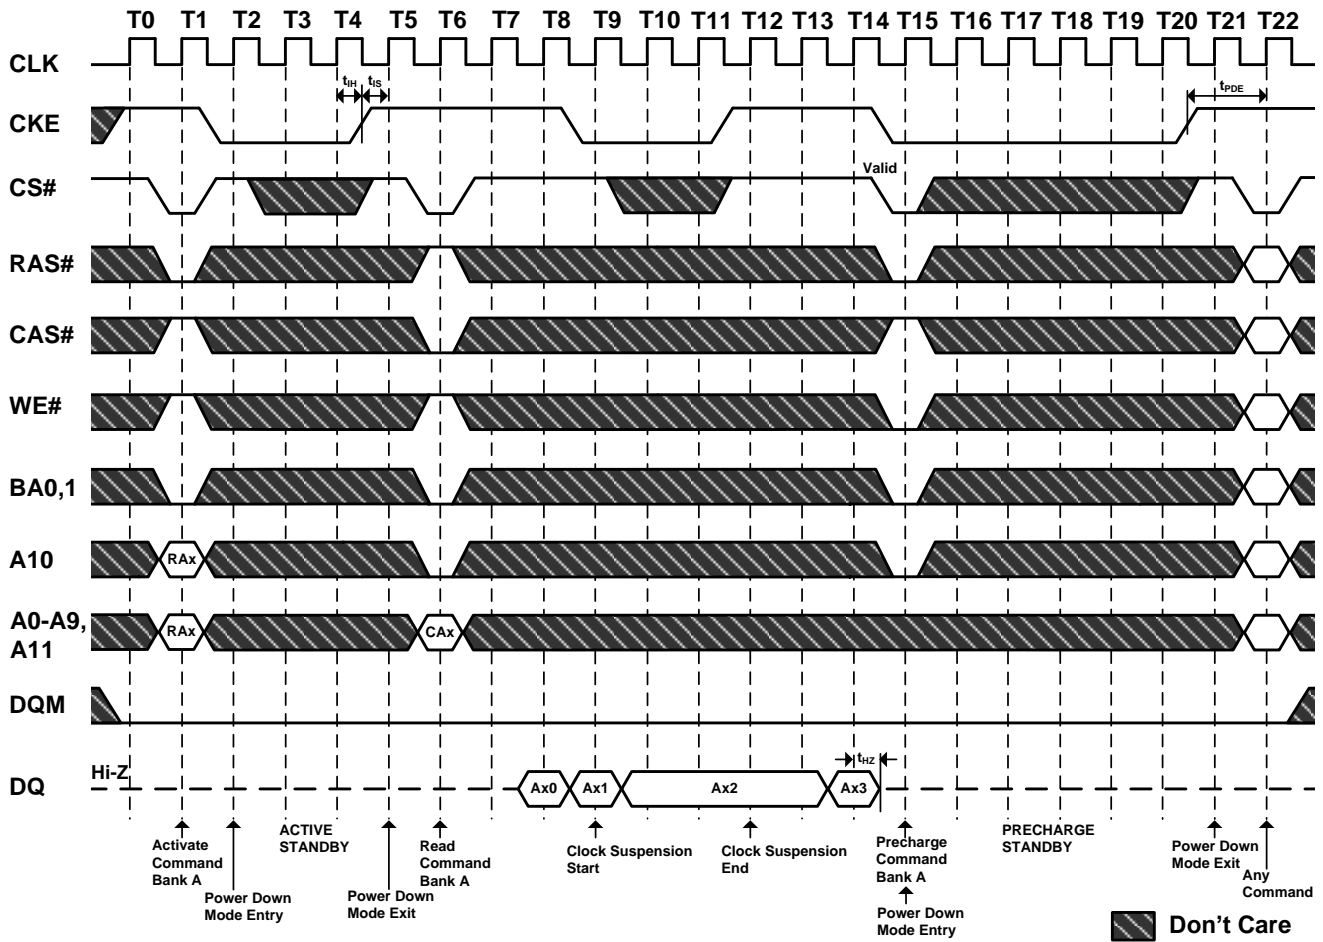 T0 T1 T2 T3 T4 T5 T6 T7 T8 T9 T10 T11 T12 T13 T14 T15 T16 T17 T18 T19 T20 T21 T22
CLK
tIH tIS tPDE
CKE
Valid
CS#
RAS#
CAS#
WE#
BA0,1
A10 RAx
A0-A9,
A11 RAx CAx
DQM
Hi-Z tHZ
DQ Ax0 Ax1 Ax2 Ax3
Activate
Command
Bank A
Power Down
Mode Entry
ACTIVE
STANDBY
Power Down
Mode Exit
Read
Command
Bank A
Clock Suspension
Start
Clock Suspension
End
Precharge
Command
Bank A
Power Down
Mode Entry
PRECHARGE
STANDBY
Power Down
Mode Exit
Any
Command
Don't Care